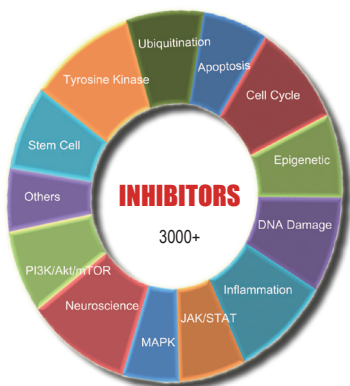 Ubiquitination
Apoptosis
Cell Cycle
Epigenetic
DNA Damage
Inflammation
JAK/STAT
MAPK
Neuroscience
PI3K/Akt/mTOR
Others
Stem Cell
Tyrosine Kinase
INHIBITORS
3000+